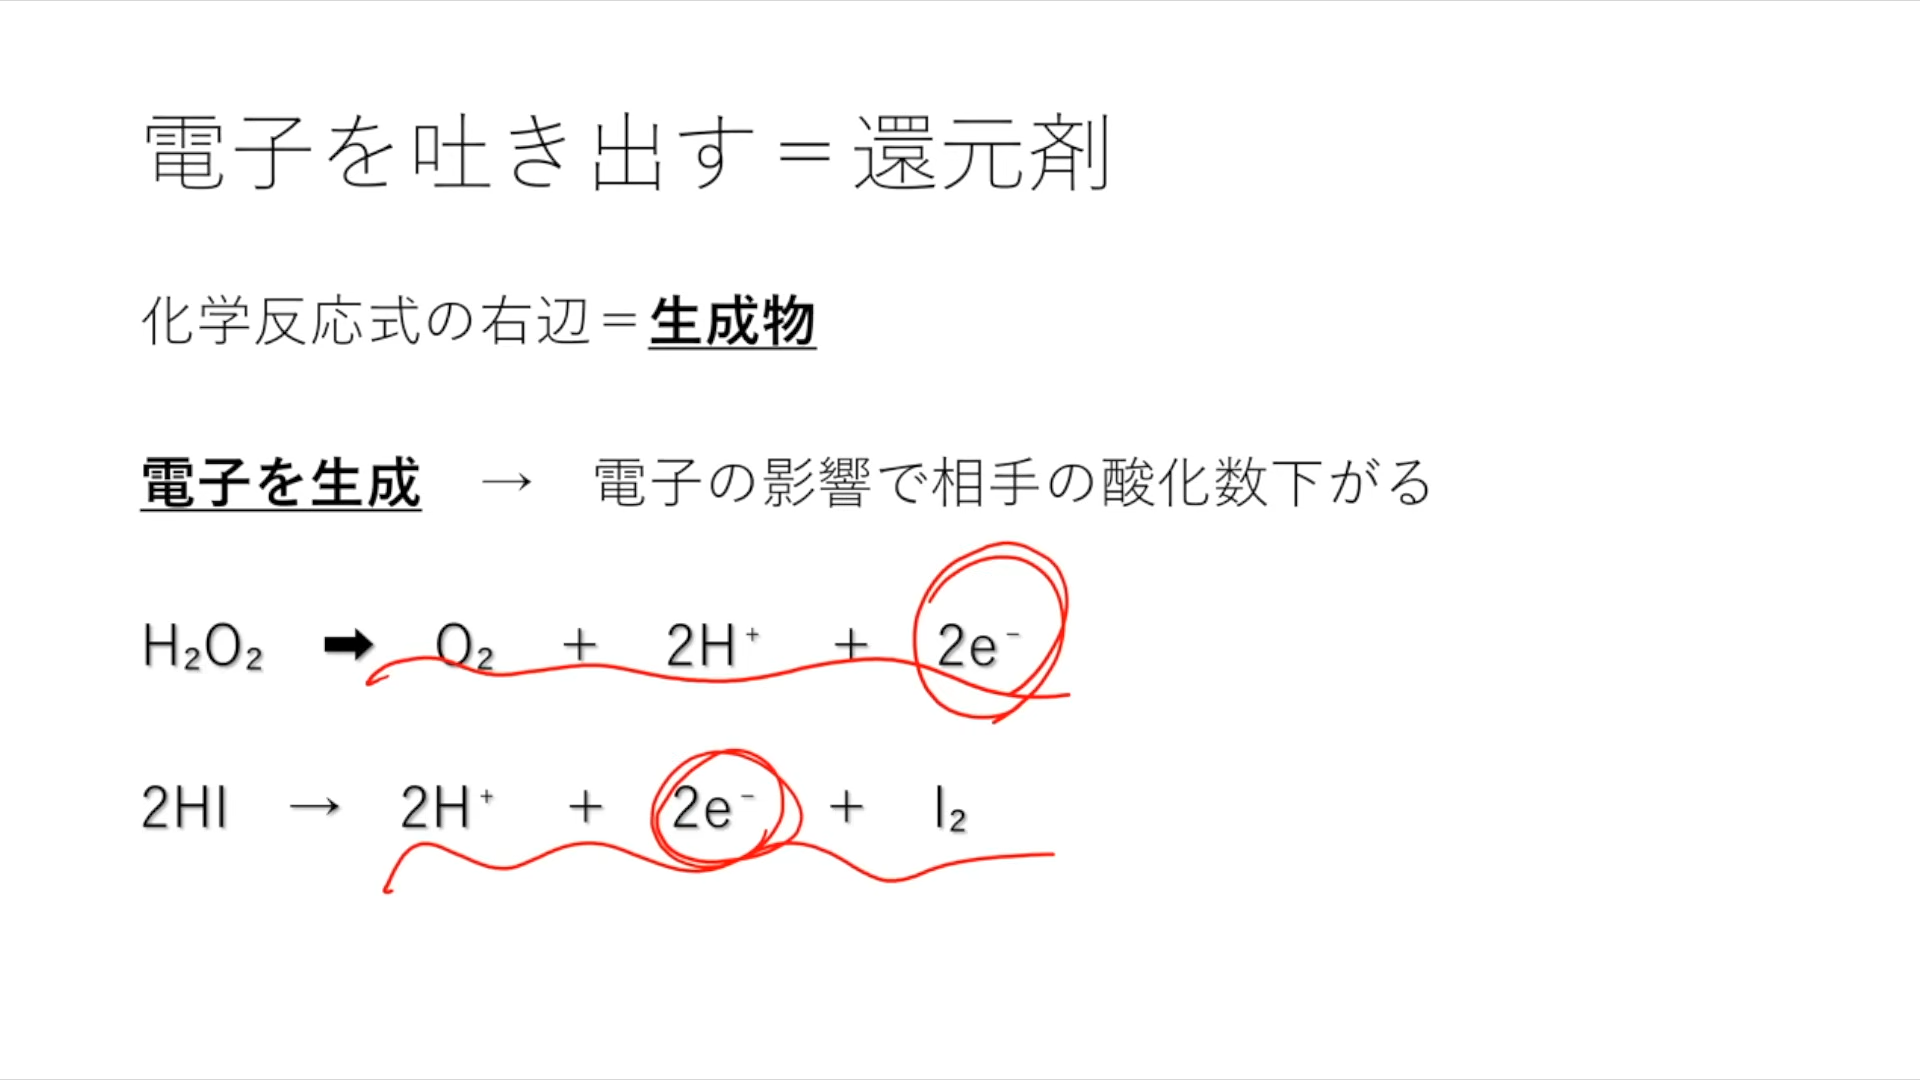 電子を吐き出す＝還元剤
化学反応式の右辺＝生成物
電子を生成　→　電子の影響で相手の酸化数下がる
H₂O₂　➡　O₂　＋　2H⁺　＋　2e⁻
2HI　→　2H⁺　＋　2e⁻　＋　I₂